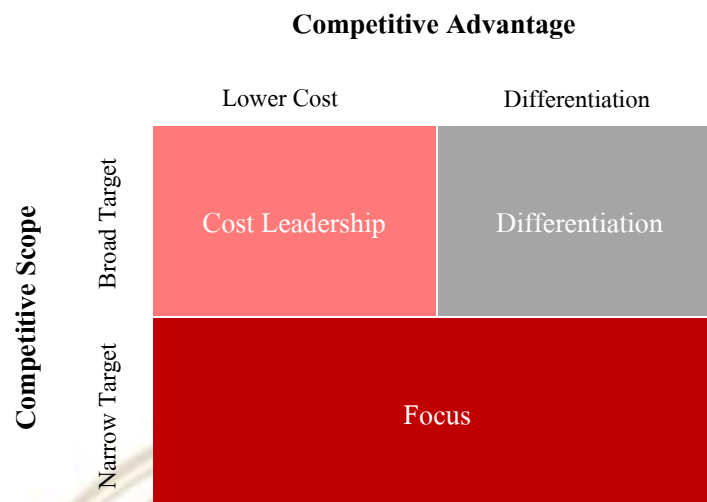 Competitive Advantage
Lower Cost
Differentiation
Competitive Scope
Broad Target
Cost Leadership
Differentiation
Narrow Target
Focus